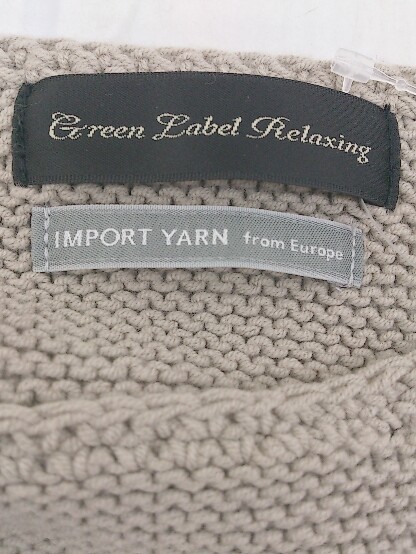 Green Label Relaxing
IMPORT YARN from Europe